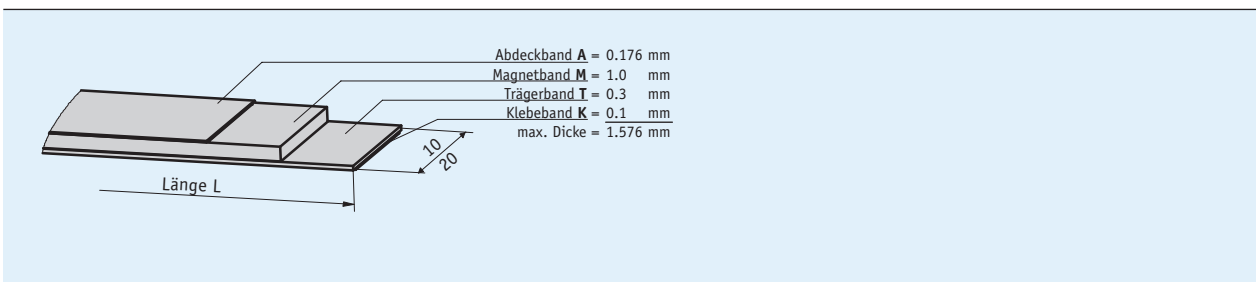 Abdeckband A = 0.176 mm
Magnetband M = 1.0 mm
Trägerband T = 0.3 mm
Klebeband K = 0.1 mm
max. Dicke = 1.576 mm
10
20
Länge L